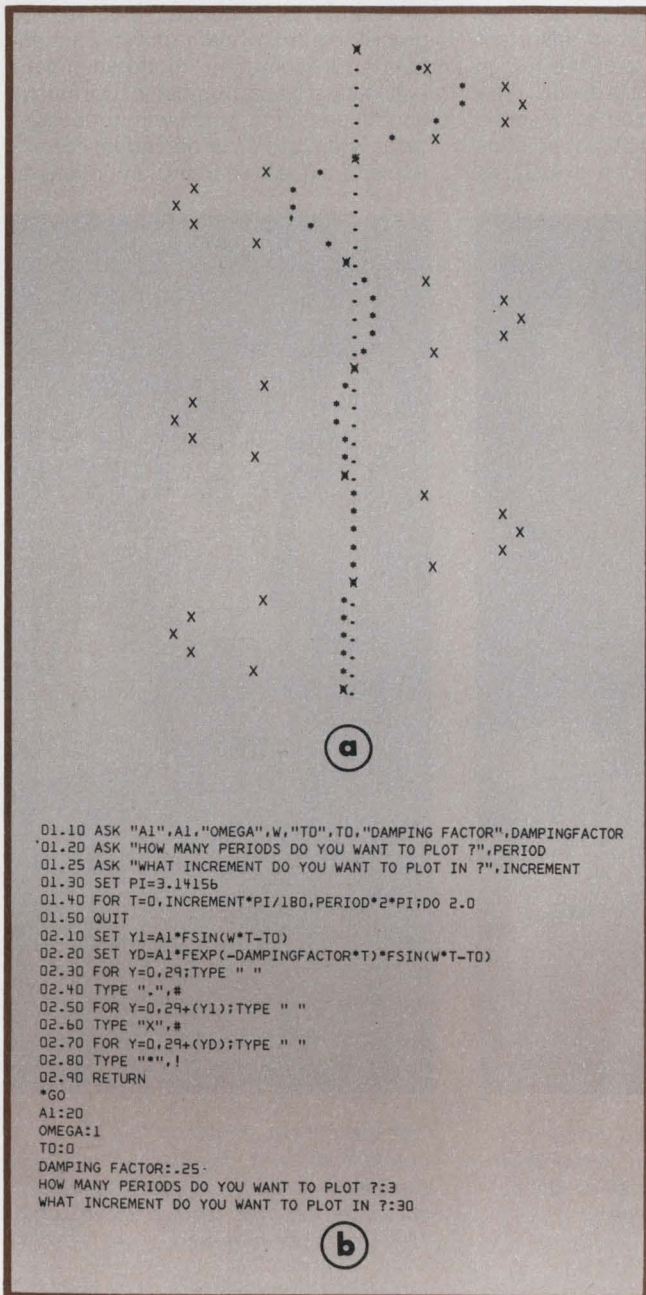 a
01.10 ASK "A1",A1,"OMEGA",W,"TO",TO,"DAMPING FACTOR",DAMPINGFACTOR
01.20 ASK "HOW MANY PERIODS DO YOU WANT TO PLOT ?",PERIOD
01.25 ASK "WHAT INCREMENT DO YOU WANT TO PLOT IN ?",INCREMENT
01.30 SET PI=3.14156
01.40 FOR T=0,INCREMENT*PI/180,PERIOD*2*PI;DO 2.0
01.50 QUIT
02.10 SET Y1=A1*FSIN(W*T-TO)
02.20 SET YD=A1*FEXP(-DAMPINGFACTOR*T)*FSIN(W*T-TO)
02.30 FOR Y=0,29;TYPE " "
02.40 TYPE ".",#
02.50 FOR Y=0,29+(Y1);TYPE " "
02.60 TYPE "X",#
02.70 FOR Y=0,29+(YD);TYPE " "
02.80 TYPE "*",!
02.90 RETURN
*GO
A1:20
OMEGA:1
TO:0
DAMPING FACTOR:.25
HOW MANY PERIODS DO YOU WANT TO PLOT ?:3
WHAT INCREMENT DO YOU WANT TO PLOT IN ?:30
b